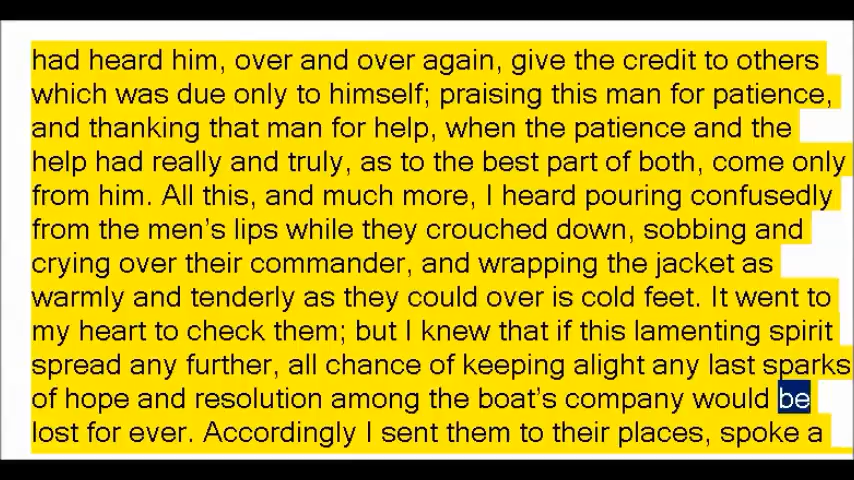 had heard him, over and over again, give the credit to others
which was due only to himself; praising this man for patience,
and thanking that man for help, when the patience and the
help had really and truly, as to the best part of both, come only
from him. All this, and much more, I heard pouring confusedly
from the men’s lips while they crouched down, sobbing and
crying over their commander, and wrapping the jacket as
warmly and tenderly as they could over is cold feet. It went to
my heart to check them; but I knew that if this lamenting spirit
spread any further, all chance of keeping alight any last sparks
of hope and resolution among the boat’s company would be
lost for ever. Accordingly I sent them to their places, spoke a